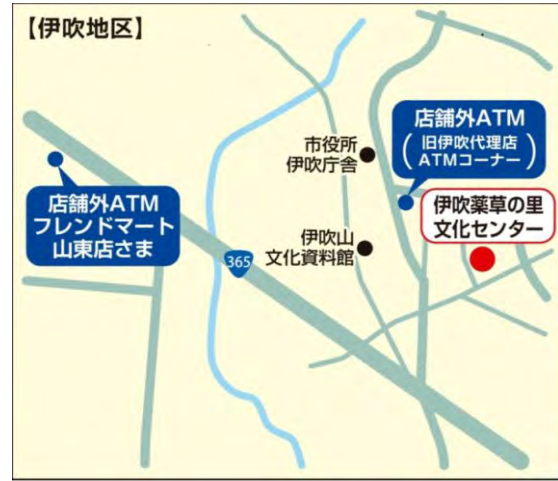 【伊吹地区】
店舗外ATM
(旧伊吹代理店
ATMコーナー)
市役所
伊吹庁舎
伊吹薬草の里
文化センター
店舗外ATM
フレンドマート
山東店さま
伊吹山
文化資料館
365